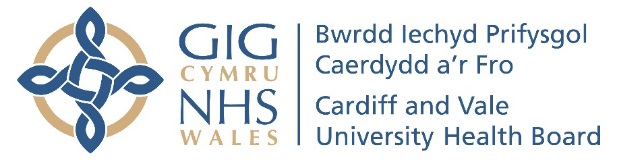 GIG
CYMRU
NHS
WALES
Bwrdd Iechyd Prifysgol
Caerdydd a'r Fro
Cardiff and Vale
University Health Board